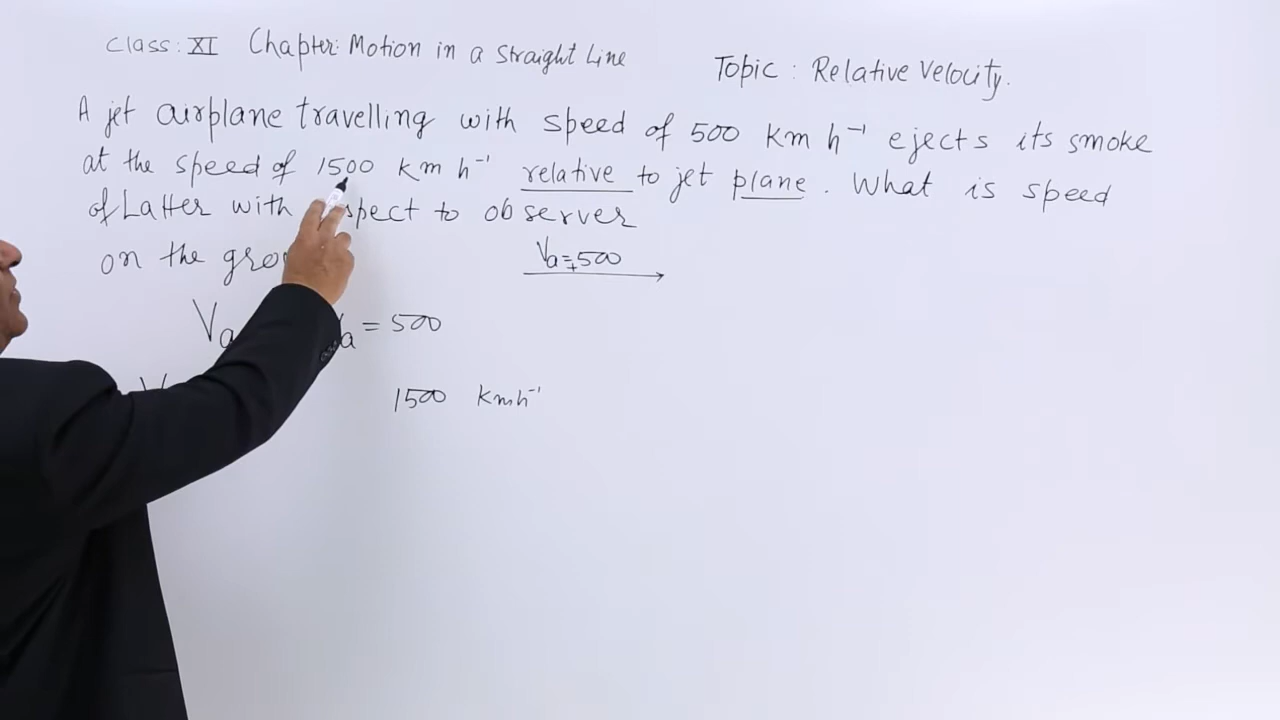 Class: XI Chapter: Motion in a Straight Line
Topic: Relative Velocity.
A jet airplane travelling with speed of 500 Km h⁻¹ ejects its smoke
at the speed of 1500 Km h⁻¹ relative to jet plane. What is speed
of Latter with to observer
on the
Va=+500
Va = 500
1500 Kmh⁻¹